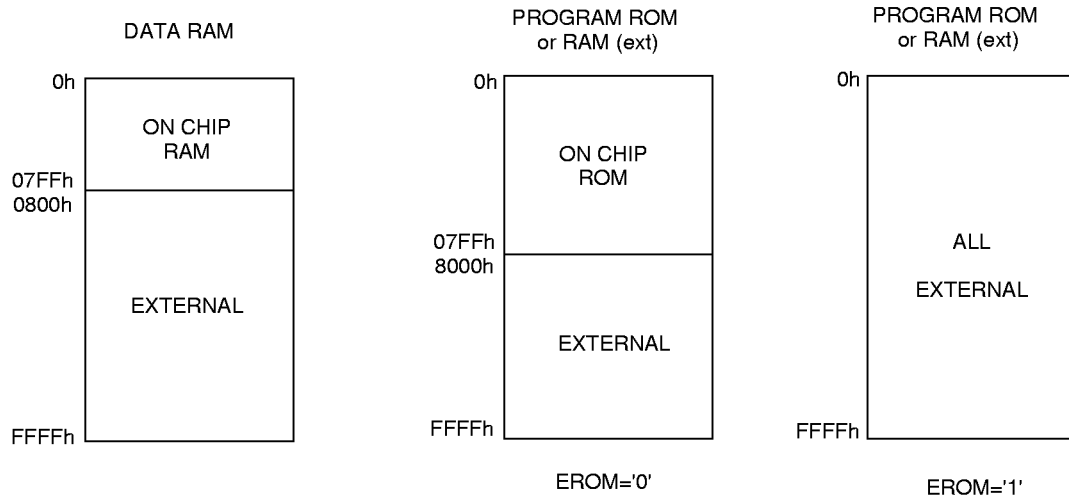 DATA RAM
0h
ON CHIP
RAM
07FFh
0800h
EXTERNAL
FFFFh
PROGRAM ROM
or RAM (ext)
0h
ON CHIP
ROM
07FFh
8000h
EXTERNAL
FFFFh
EROM='0'
PROGRAM ROM
or RAM (ext)
0h
ALL
EXTERNAL
FFFFh
EROM='1'